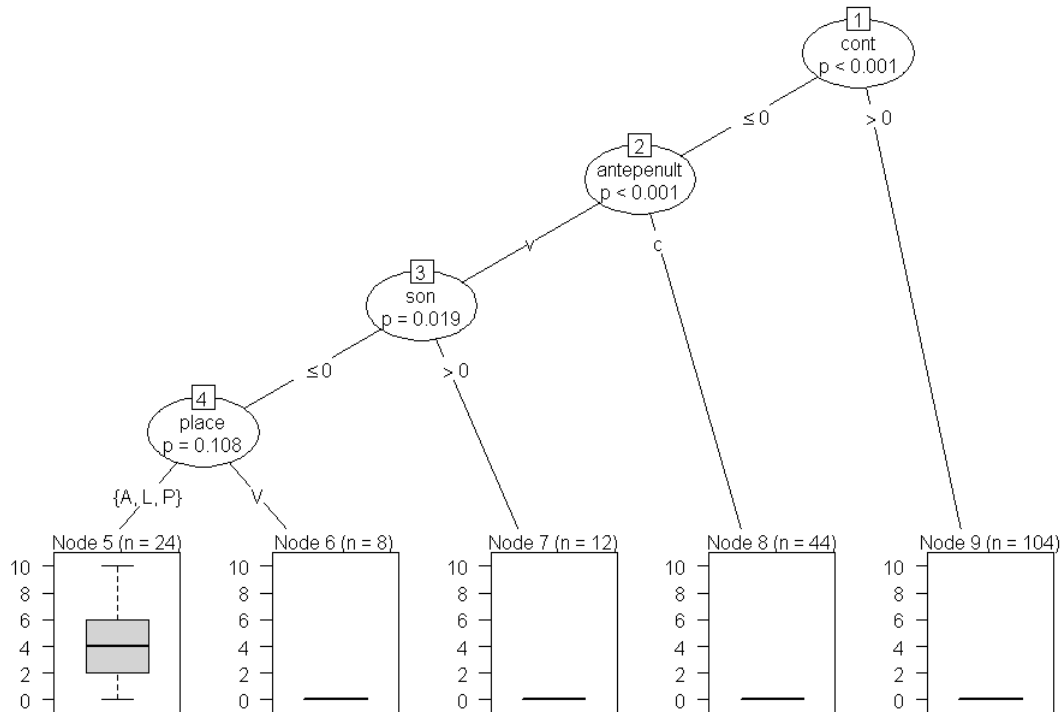 1
cont
p < 0.001
≤ 0
> 0
2
antepenult
p < 0.001
v
c
3
son
p = 0.019
≤ 0
> 0
4
place
p = 0.108
{A, L, P}
V
Node 5 (n = 24)
Node 6 (n = 8)
Node 7 (n = 12)
Node 8 (n = 44)
Node 9 (n = 104)
10 10 10 10 10
8 8 8 8 8
6 6 6 6 6
4 4 4 4 4
2 2 2 2 2
0 0 0 0 0